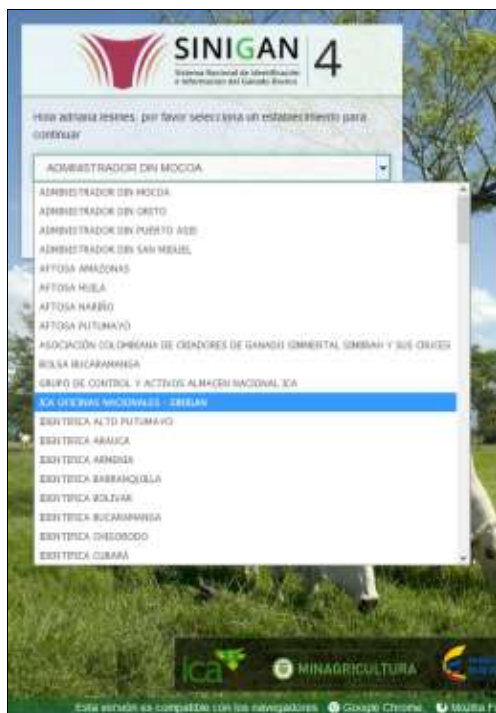 SINIGAN 4
Sistema Nacional de Identificación
e Información del Ganado Bovino
Hola adriana lesmes, por favor selecciona un establecimiento para
continuar
ADMINISTRADOR DIN MOCOA
ADMINISTRADOR DIN MOCOA
ADMINISTRADOR DIN ORITO
ADMINISTRADOR DIN PUERTO ASIS
ADMINISTRADOR DIN SAN MIGUEL
AFTOSA AMAZONAS
AFTOSA HUILA
AFTOSA NARIÑO
AFTOSA PUTUMAYO
ASOCIACIÓN COLOMBIANA DE CRIADORES DE GANADO SIMMENTAL SIMBRAH Y SUS CRUCES
BOLSA BUCARAMANGA
GRUPO DE CONTROL Y ACTIVOS ALMACEN NACIONAL ICA
ICA OFICINAS NACIONALES - SINIGAN
IDENTIFICA ALTO PUTUMAYO
IDENTIFICA ARAUCA
IDENTIFICA ARMENIA
IDENTIFICA BARRANQUILLA
IDENTIFICA BOLIVAR
IDENTIFICA BUCARAMANGA
IDENTIFICA CHIGORODO
IDENTIFICA CUBARÁ
ica MINAGRICULTURA
Esta versión es compatible con los navegadores Google Chrome, Mozilla F